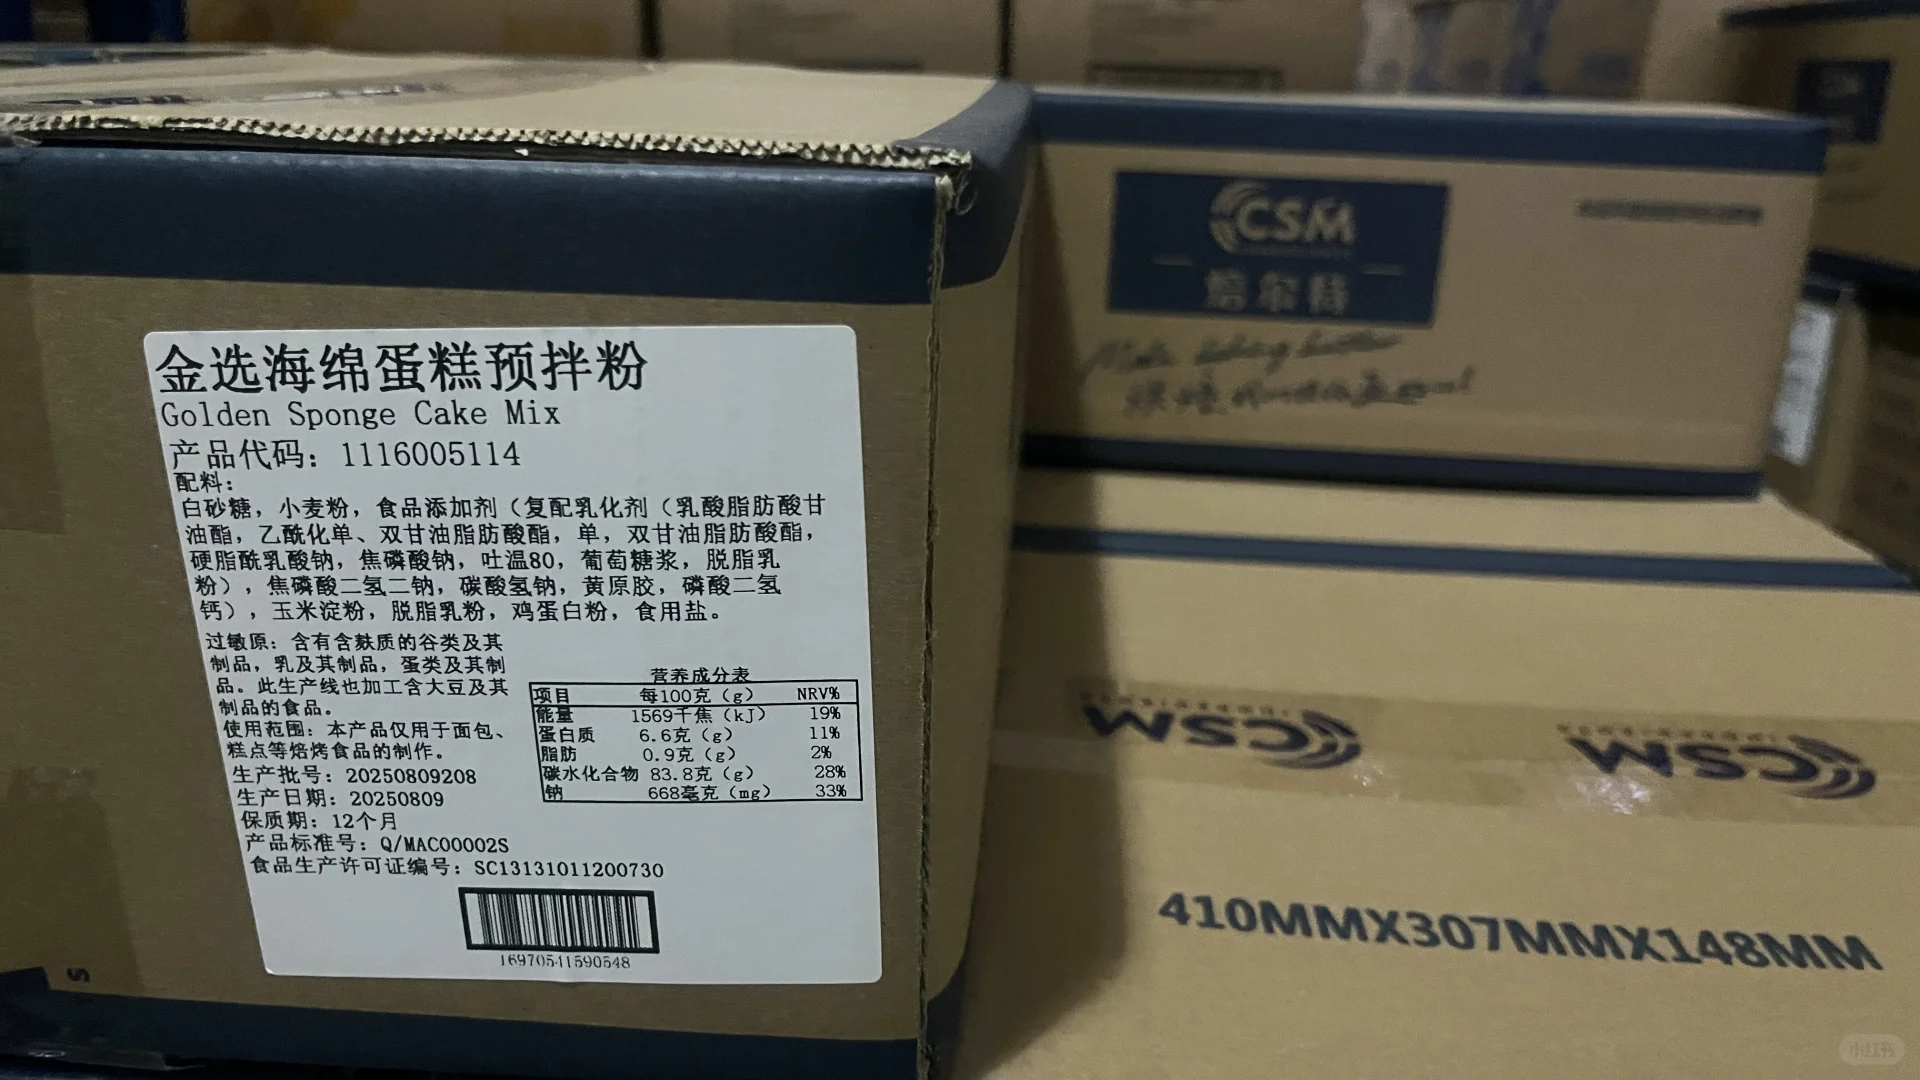 金选海绵蛋糕预拌粉
Golden Sponge Cake Mix
产品代码：1116005114
配料：
白砂糖，小麦粉，食品添加剂（复配乳化剂（乳酸脂肪酸甘
油酯，乙酰化单、双甘油脂肪酸酯，单，双甘油脂肪酸酯，
硬脂酰乳酸钠，焦磷酸钠，吐温80，葡萄糖浆，脱脂乳
粉），焦磷酸二氢二钠，碳酸氢钠，黄原胶，磷酸二氢
钙），玉米淀粉，脱脂乳粉，鸡蛋白粉，食用盐。
过敏原：含有含麸质的谷类及其
制品，乳及其制品，蛋类及其制
品。此生产线也加工含大豆及其
制品的食品。
使用范围：本产品仅用于面包、
糕点等焙烤食品的制作。
生产批号：20250809208
生产日期：20250809
保质期：12个月
产品标准号：Q/MAC00002S
食品生产许可证编号：SC13131011200730
营养成分表
项目 每100克（g） NRV%
能量 1569千焦（kJ） 19%
蛋白质 6.6克（g） 11%
脂肪 0.9克（g） 2%
碳水化合物 83.8克（g） 28%
钠 668毫克（mg） 33%
16970541590548
CSM
焙尔特
Make baking better
CSM
CSM
410MMX307MMX148MM
CSM
小红书